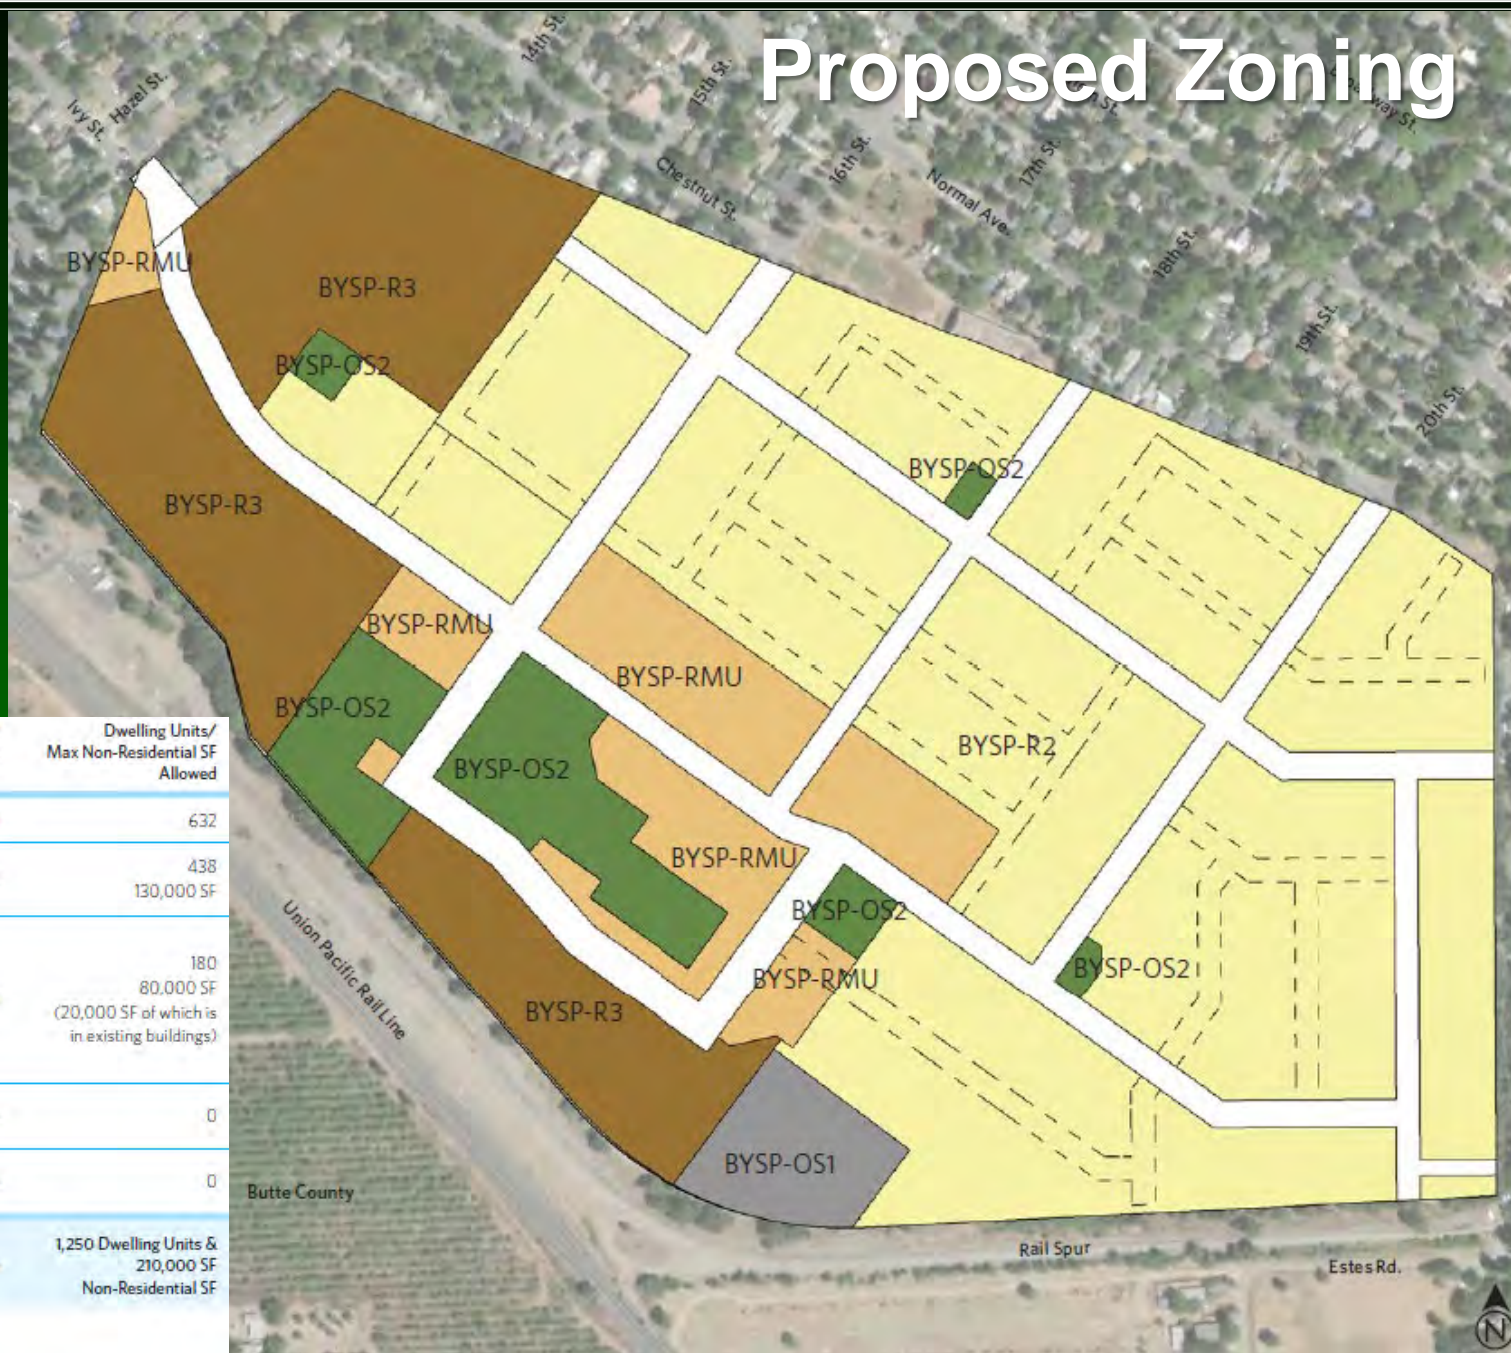 Proposed Zoning
14th St.
15th St.
Ivy St.
Hazel St.
Chestnut St.
16th St.
Normal Ave.
17th St.
18th St.
19th St.
20th St.
BYSP-RMU
BYSP-R3
BYSP-OS2
BYSP-R3
BYSP-OS2
BYSP-RMU
BYSP-RMU
BYSP-OS2
BYSP-R2
BYSP-OS2
BYSP-RMU
BYSP-OS2
BYSP-RMU
BYSP-OS2
BYSP-R3
BYSP-OS1
Union Pacific Rail Line
Butte County
Rail Spur
Estes Rd.
N
Dwelling Units/
Max Non-Residential SF
Allowed
632
438
130,000 SF
180
80,000 SF
(20,000 SF of which is
in existing buildings)
0
0
1,250 Dwelling Units &
210,000 SF
Non-Residential SF